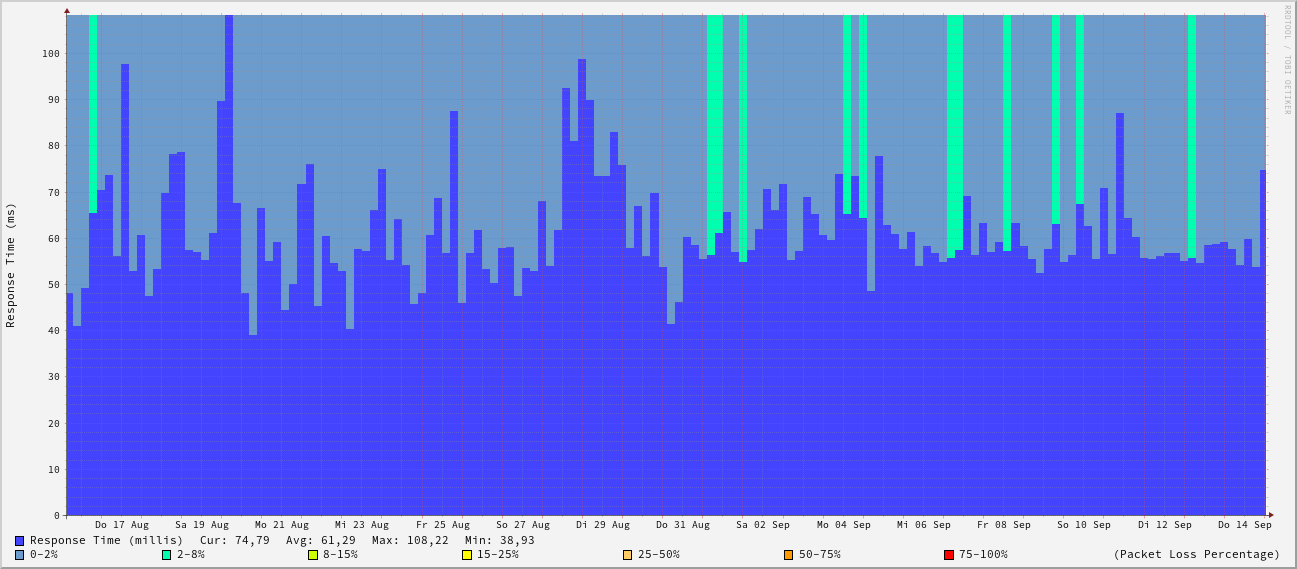 RRDTOOL / TOBI OETIKER
Response Time (ms)
100
90
80
70
60
50
40
30
20
10
0
Do 17 Aug Sa 19 Aug Mo 21 Aug Mi 23 Aug Fr 25 Aug So 27 Aug Di 29 Aug Do 31 Aug Sa 02 Sep Mo 04 Sep Mi 06 Sep Fr 08 Sep So 10 Sep Di 12 Sep Do 14 Sep
Response Time (millis) Cur: 74,79 Avg: 61,29 Max: 108,22 Min: 38,93
0-2% 2-8% 8-15% 15-25% 25-50% 50-75% 75-100% (Packet Loss Percentage)